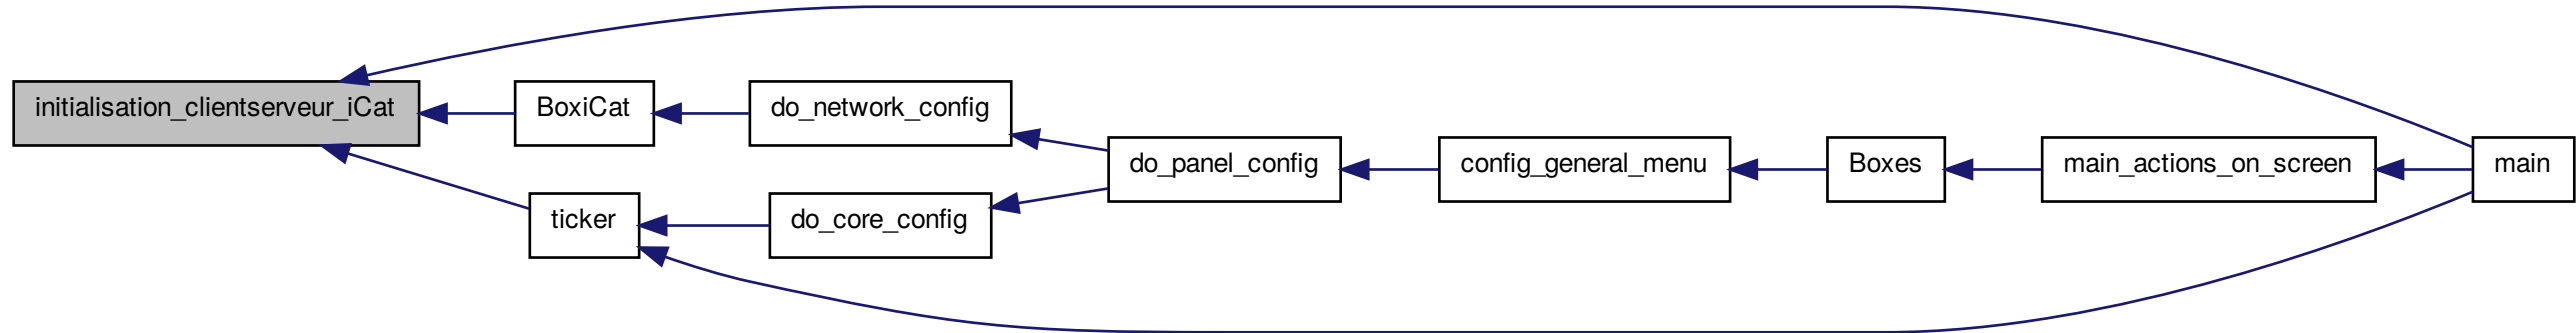 initialisation_clientserveur_iCat
BoxiCat
do_network_config
ticker
do_core_config
do_panel_config
config_general_menu
Boxes
main_actions_on_screen
main